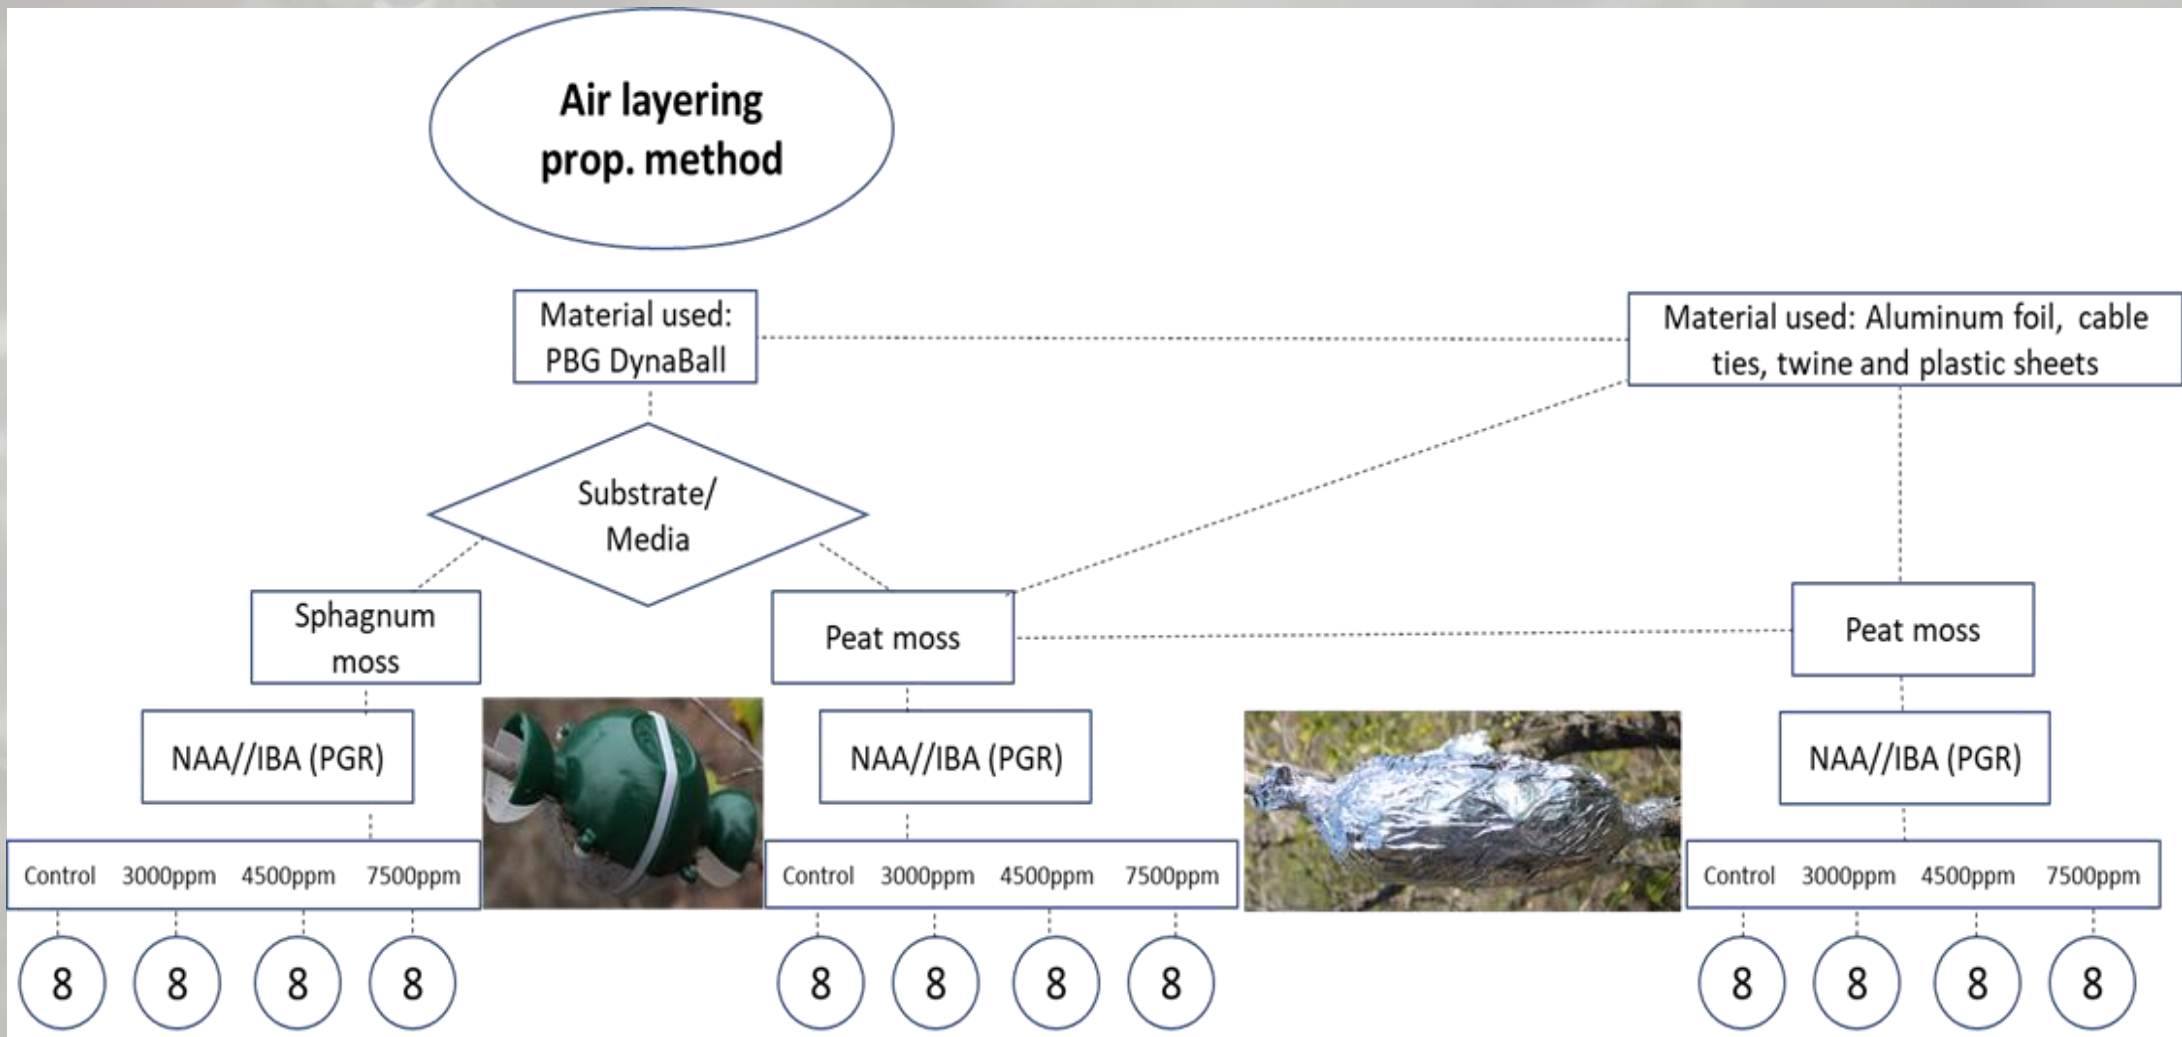 Air layering
prop. method
Material used:
PBG DynaBall
Material used: Aluminum foil, cable
ties, twine and plastic sheets
Substrate/
Media
Sphagnum
moss
Peat moss
Peat moss
NAA//IBA (PGR)
NAA//IBA (PGR)
NAA//IBA (PGR)
Control 3000ppm 4500ppm 7500ppm
Control 3000ppm 4500ppm 7500ppm
Control 3000ppm 4500ppm 7500ppm
8 8 8 8
8 8 8 8
8 8 8 8